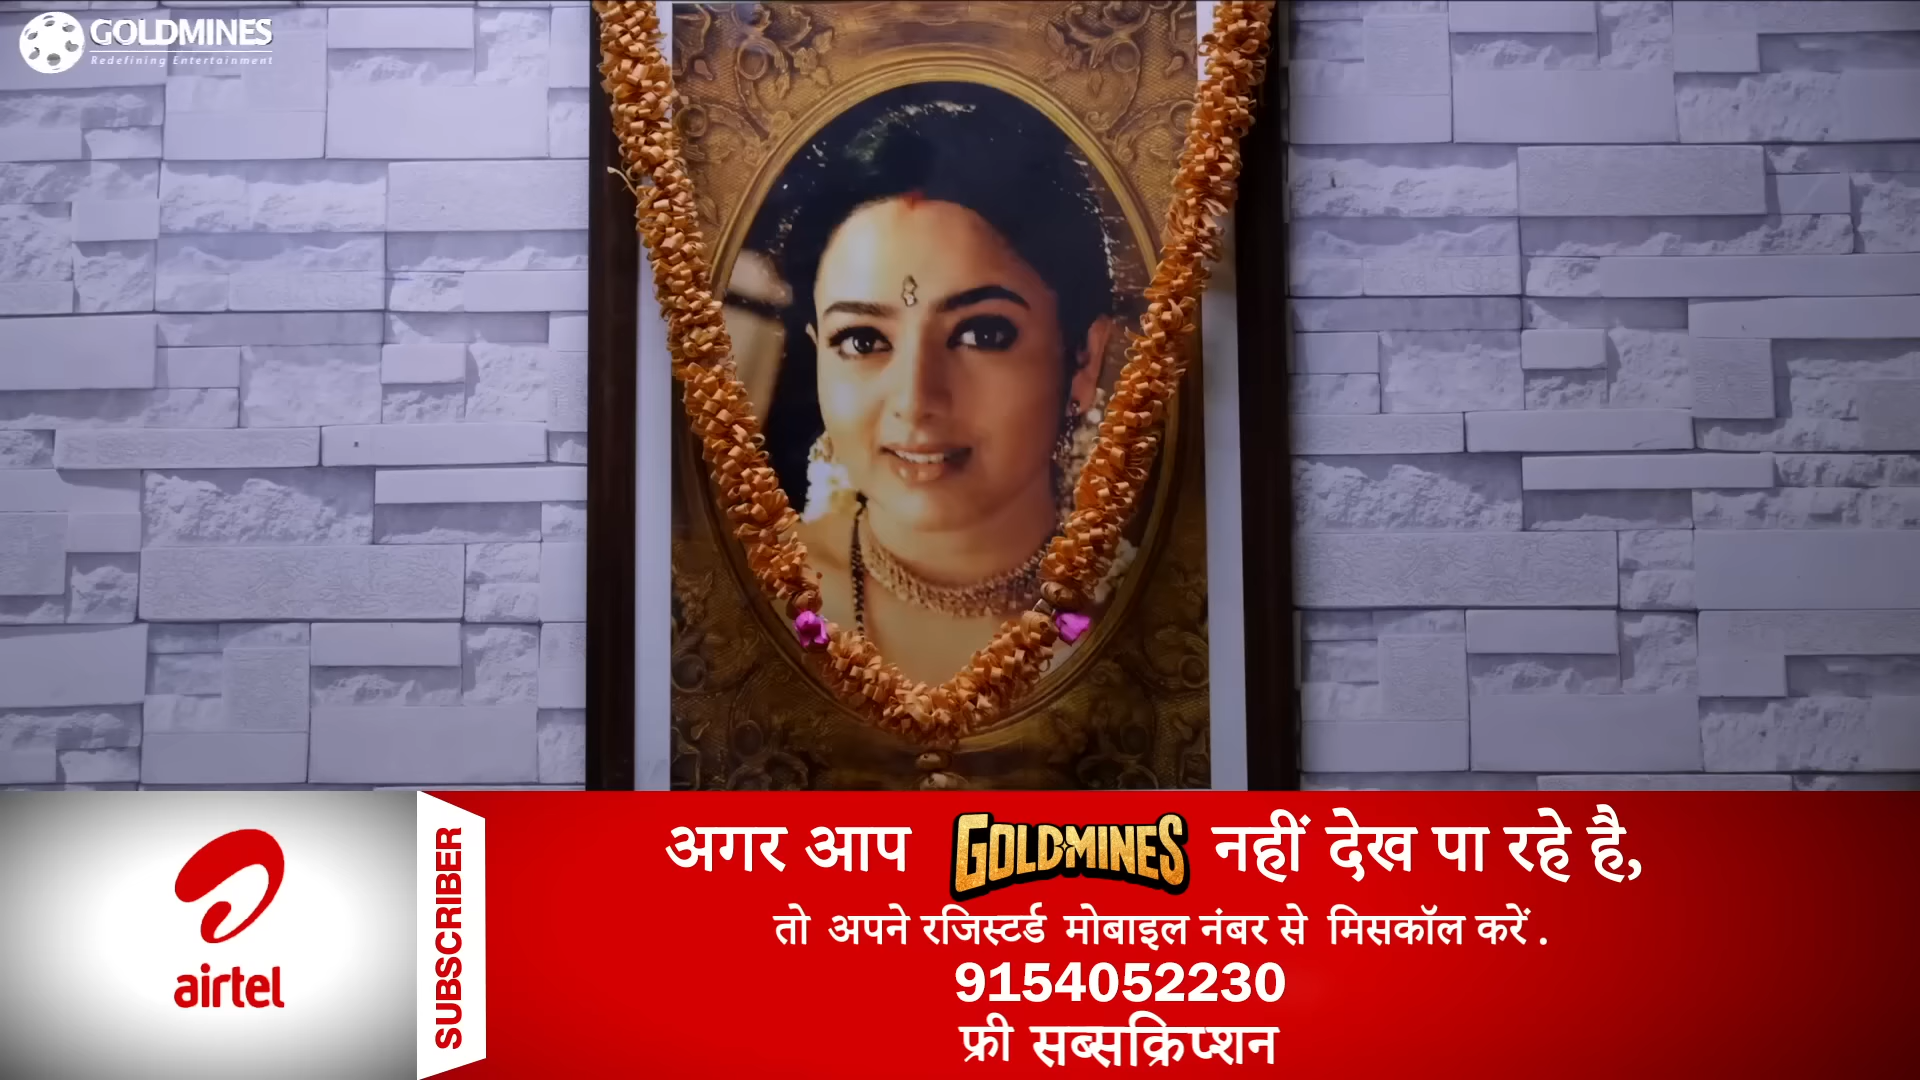 GOLDMINES
Redefining Entertainment
airtel
SUBSCRIBER
अगर आप GOLDMINES नहीं देख पा रहे है,
तो अपने रजिस्टर्ड मोबाइल नंबर से मिसकॉल करें .
9154052230
फ्री सब्सक्रिप्शन